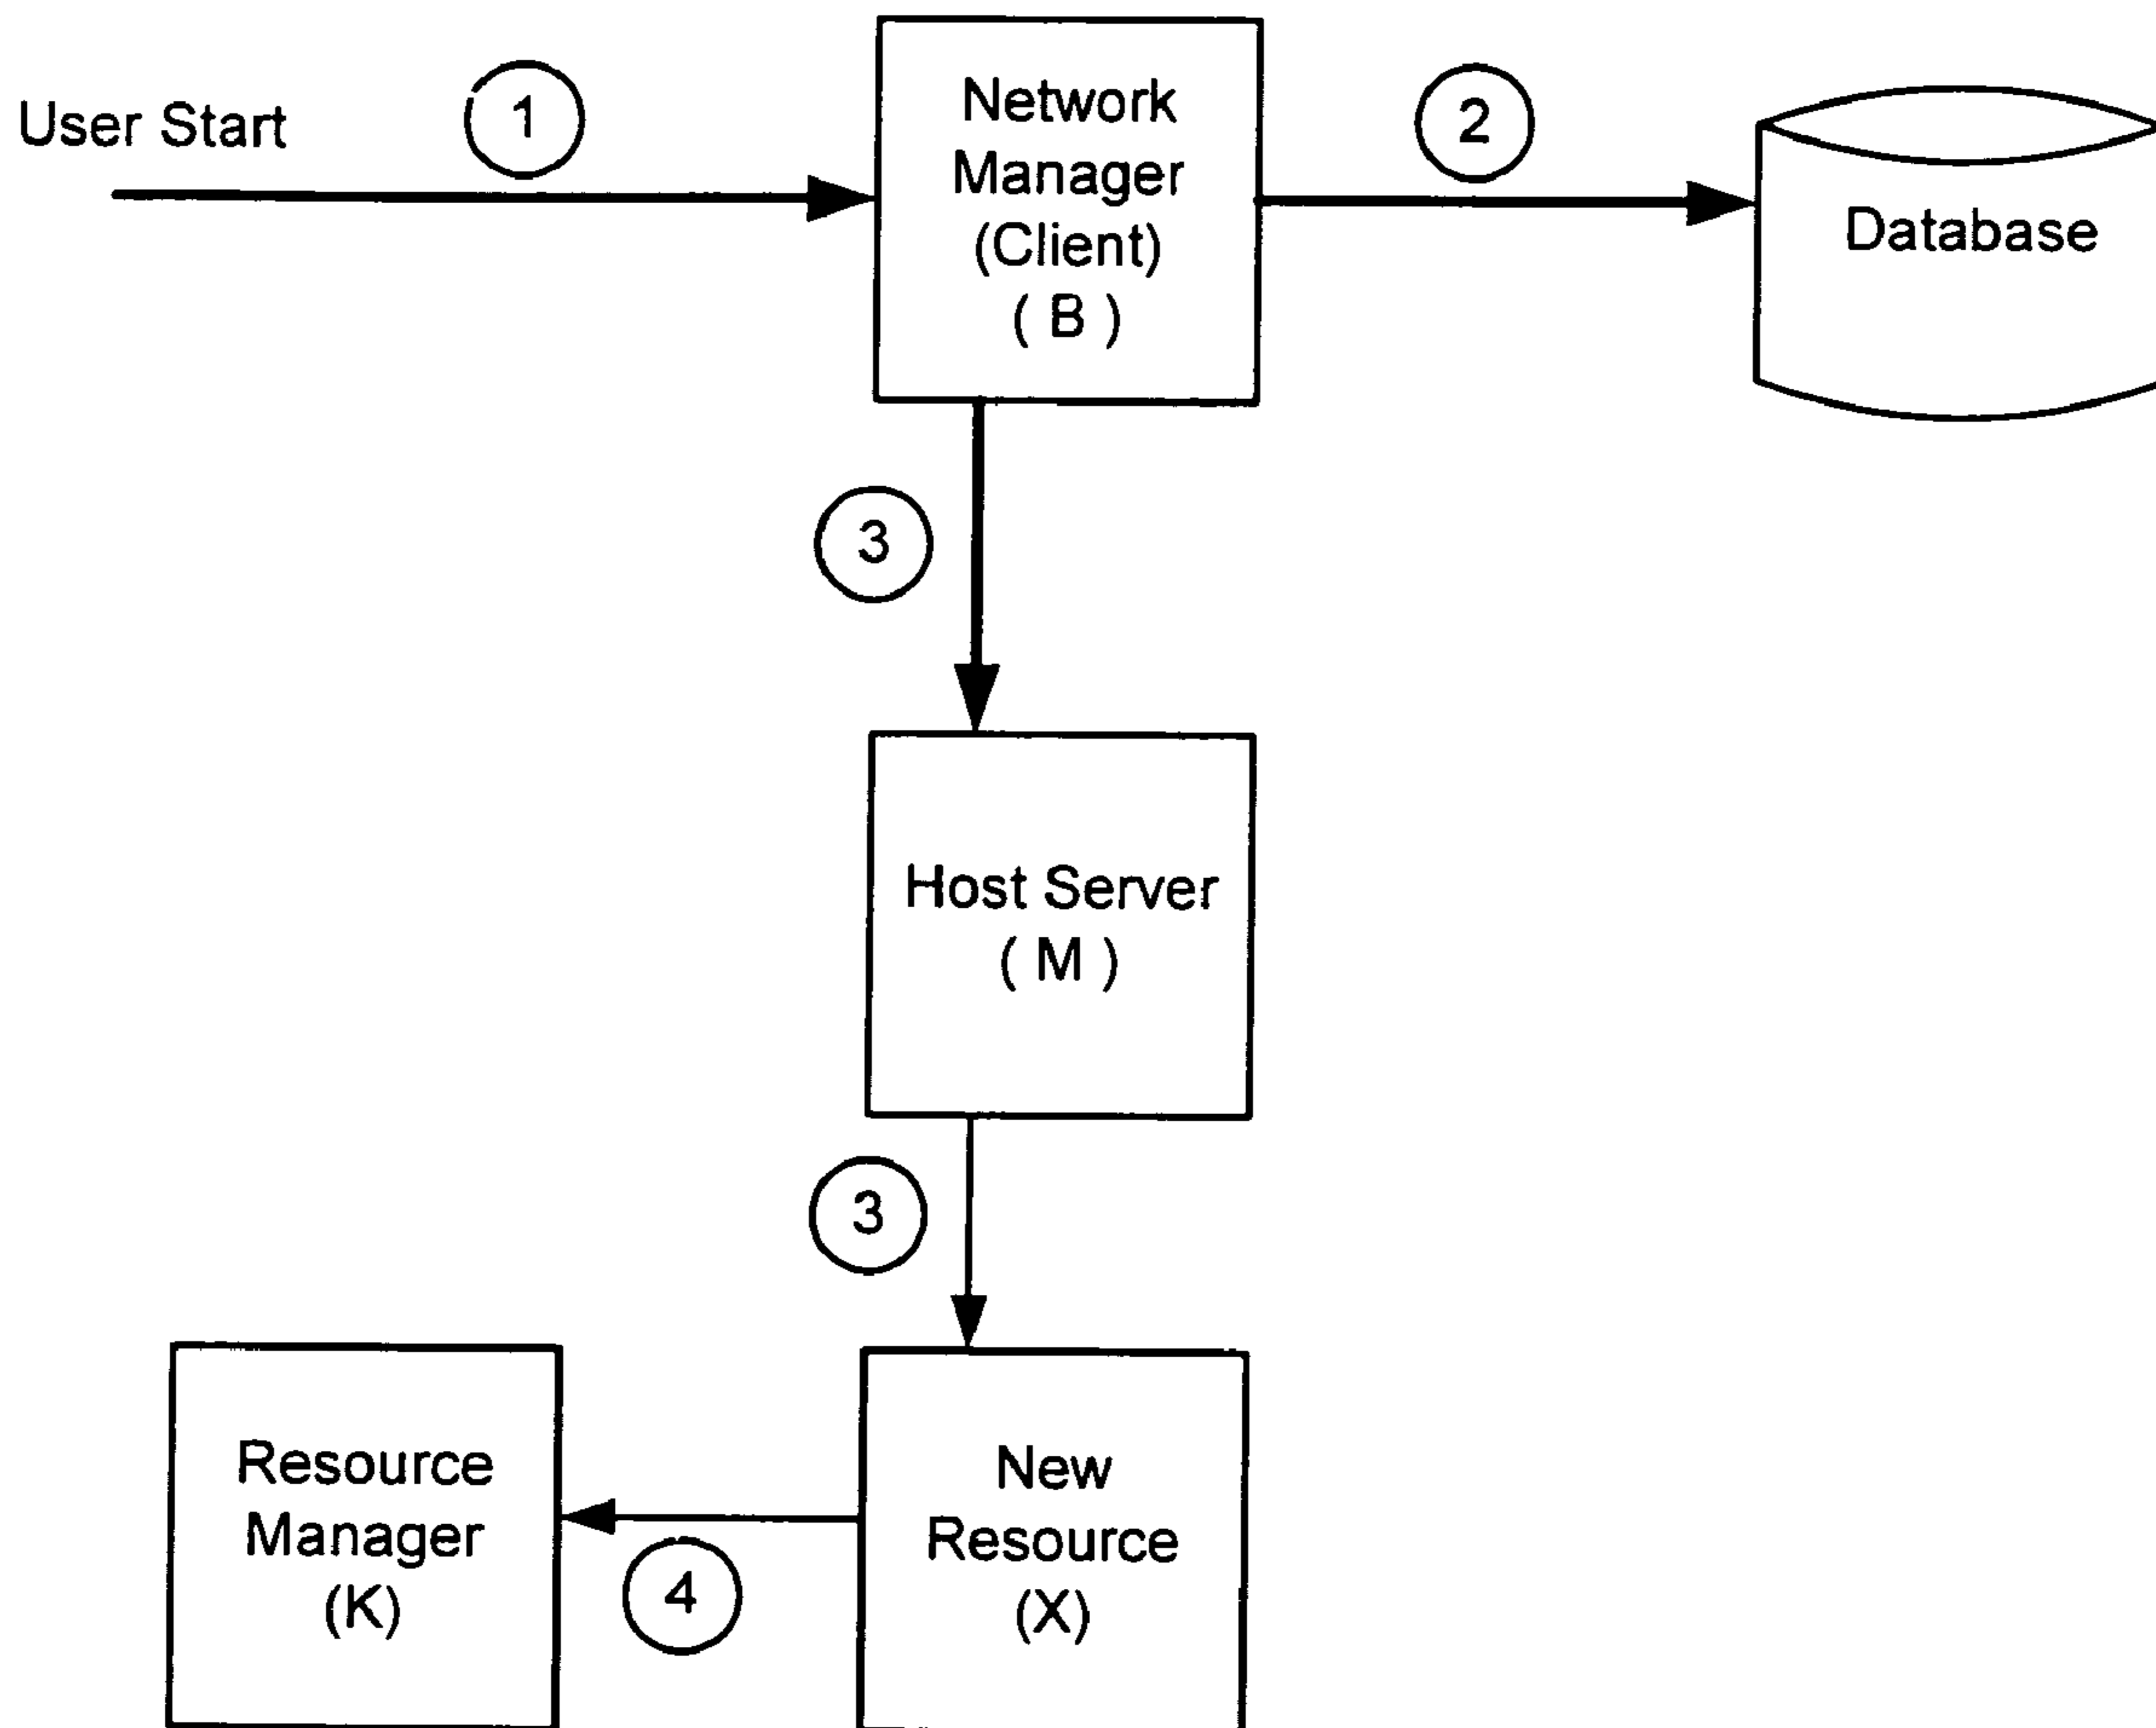 User Start
1
Network
Manager
(Client)
( B )
2
Database
3
Host Server
( M )
3
Resource
Manager
(K)
4
New
Resource
(X)